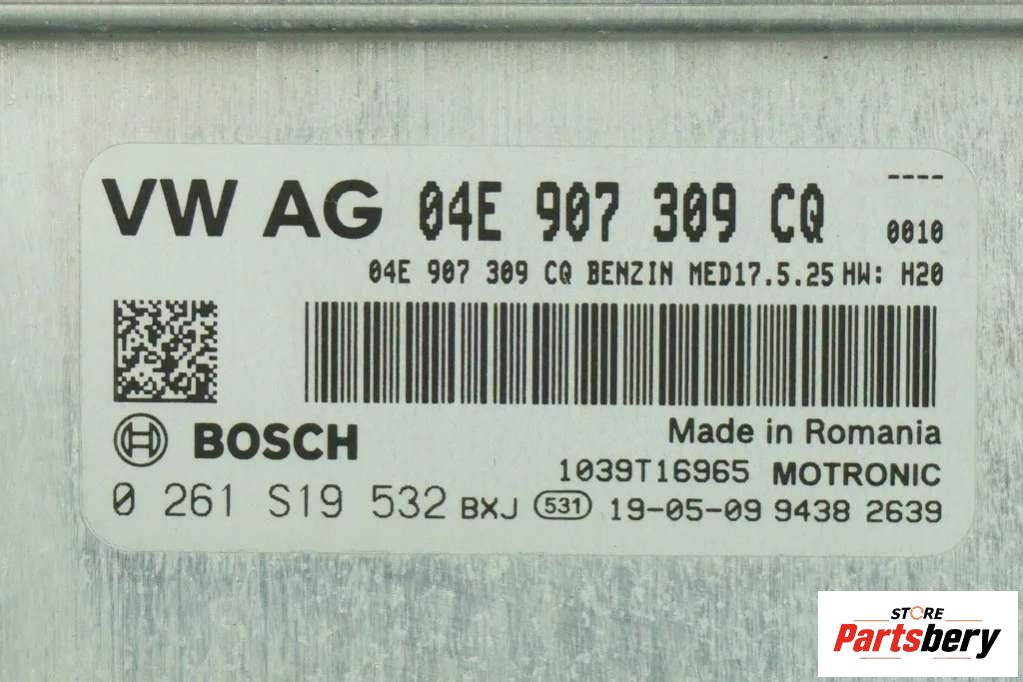 VW AG 04E 907 309 CQ ----
0010
04E 907 309 CQ BENZIN MED17.5.25 HW: H20
BOSCH
Made in Romania
1039T16965 MOTRONIC
0 261 S19 532 BXJ 531 19-05-09 9438 2639
STORE
Partsbery